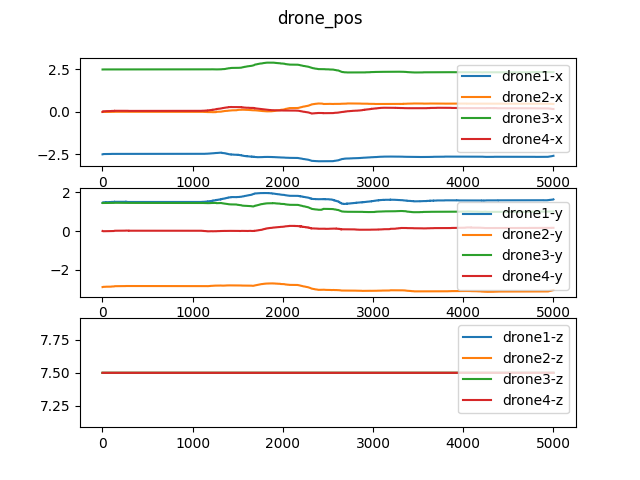 drone_pos
2.5
0.0
−2.5
drone1-x
drone2-x
drone3-x
drone4-x
0 1000 2000 3000 4000 5000
2
0
−2
drone1-y
drone2-y
drone3-y
drone4-y
0 1000 2000 3000 4000 5000
7.75
7.50
7.25
drone1-z
drone2-z
drone3-z
drone4-z
0 1000 2000 3000 4000 5000